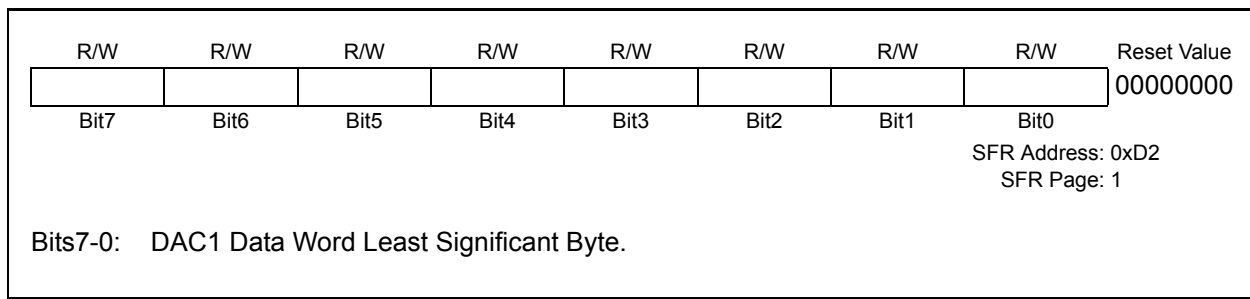 R/W R/W R/W R/W R/W R/W R/W R/W Reset Value
00000000
Bit7 Bit6 Bit5 Bit4 Bit3 Bit2 Bit1 Bit0
SFR Address: 0xD2
SFR Page: 1
Bits7-0: DAC1 Data Word Least Significant Byte.